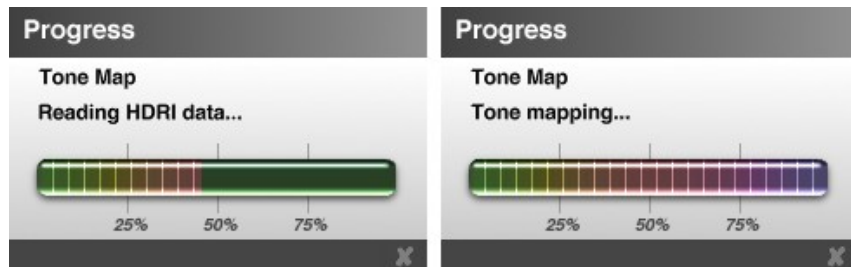 Progress
Tone Map
Reading HDRI data...
25% 50% 75%
Progress
Tone Map
Tone mapping...
25% 50% 75%